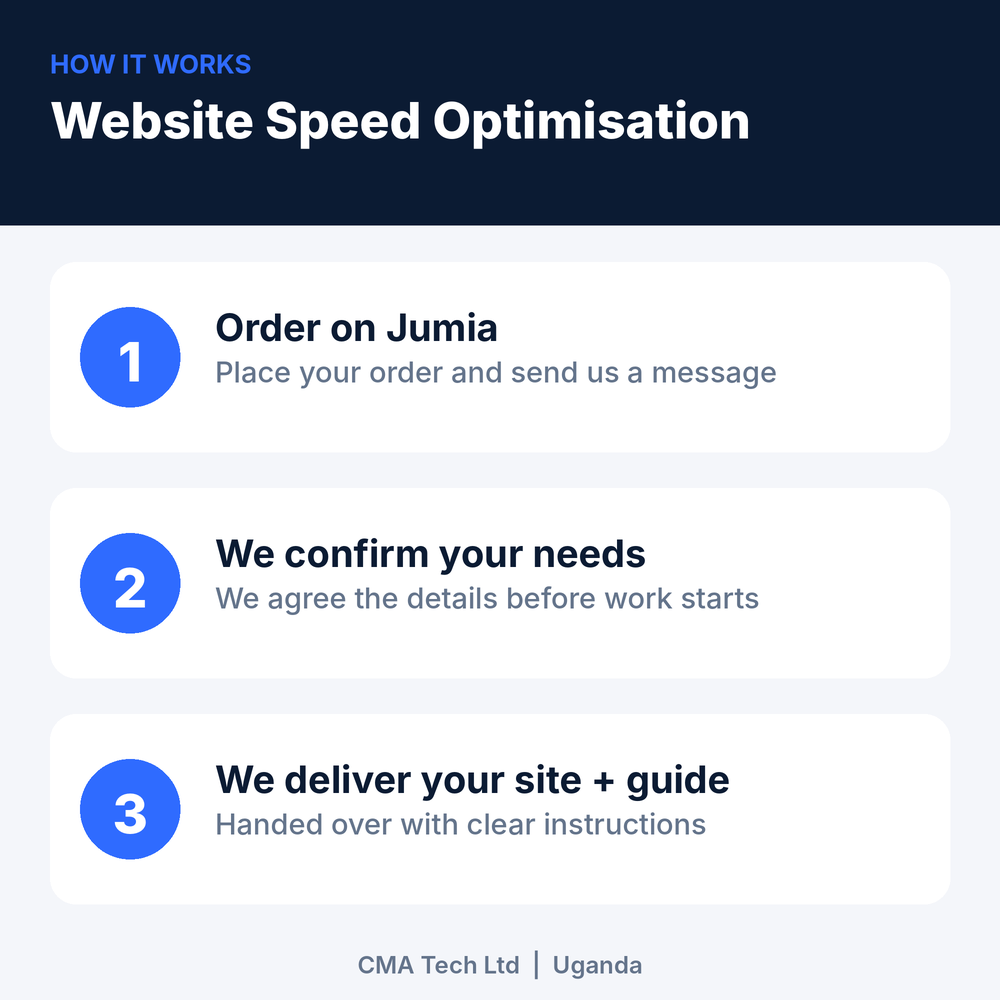 HOW IT WORKS
Website Speed Optimisation
1
Order on Jumia
Place your order and send us a message
2
We confirm your needs
We agree the details before work starts
3
We deliver your site + guide
Handed over with clear instructions
CMA Tech Ltd | Uganda